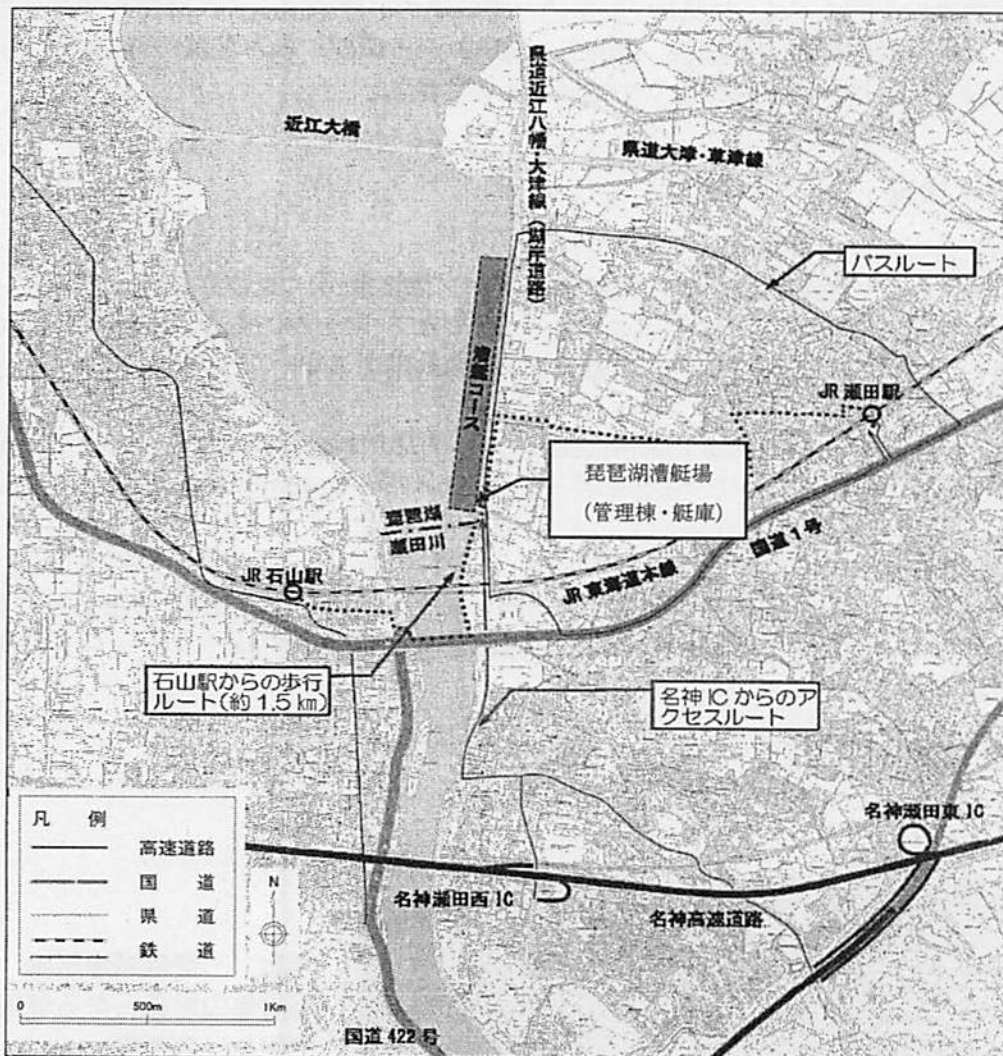 近江大橋
県道近江八幡・大津線(湖岸道路)
県道大津・草津線
バスルート
漕艇コース
JR 瀬田駅
琵琶湖漕艇場
(管理棟・艇庫)
琵琶湖
瀬田川
国道1号
JR 石山駅
JR 東海道本線
石山駅からの歩行
ルート(約1.5㎞)
名神ICからのア
クセスルート
凡 例
高速道路
国 道
県 道
鉄 道
N
0 500m 1Km
名神瀬田東IC
名神瀬田西IC
名神高速道路
国道422号